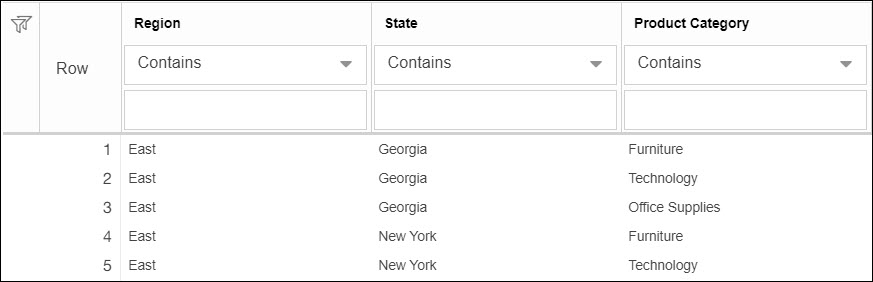 Region State Product Category
Row Contains Contains Contains
1 East Georgia Furniture
2 East Georgia Technology
3 East Georgia Office Supplies
4 East New York Furniture
5 East New York Technology